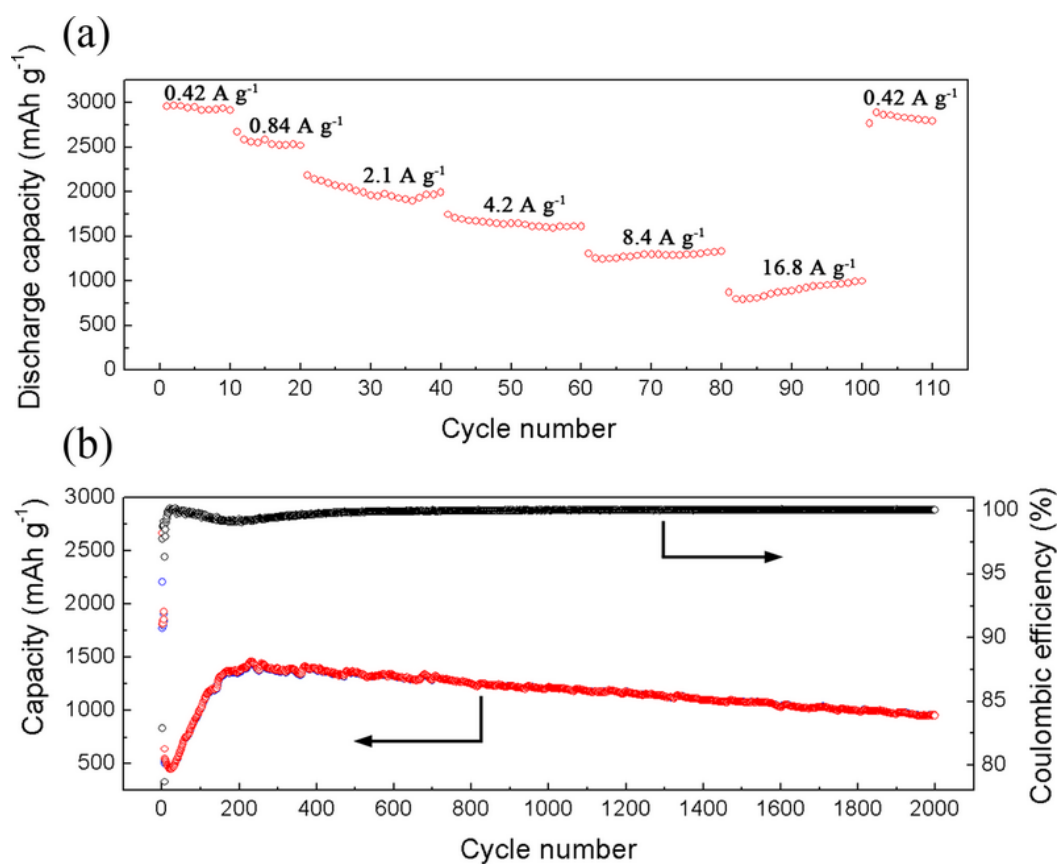 (a)
Discharge capacity (mAh g⁻¹)
3000
2500
2000
1500
1000
500
0
0.42 A g⁻¹
0.84 A g⁻¹
2.1 A g⁻¹
4.2 A g⁻¹
8.4 A g⁻¹
16.8 A g⁻¹
0.42 A g⁻¹
0 10 20 30 40 50 60 70 80 90 100 110
Cycle number
(b)
Capacity (mAh g⁻¹)
3000
2500
2000
1500
1000
500
100
95
90
85
80
Coulombic efficiency (%)
0 200 400 600 800 1000 1200 1400 1600 1800 2000
Cycle number